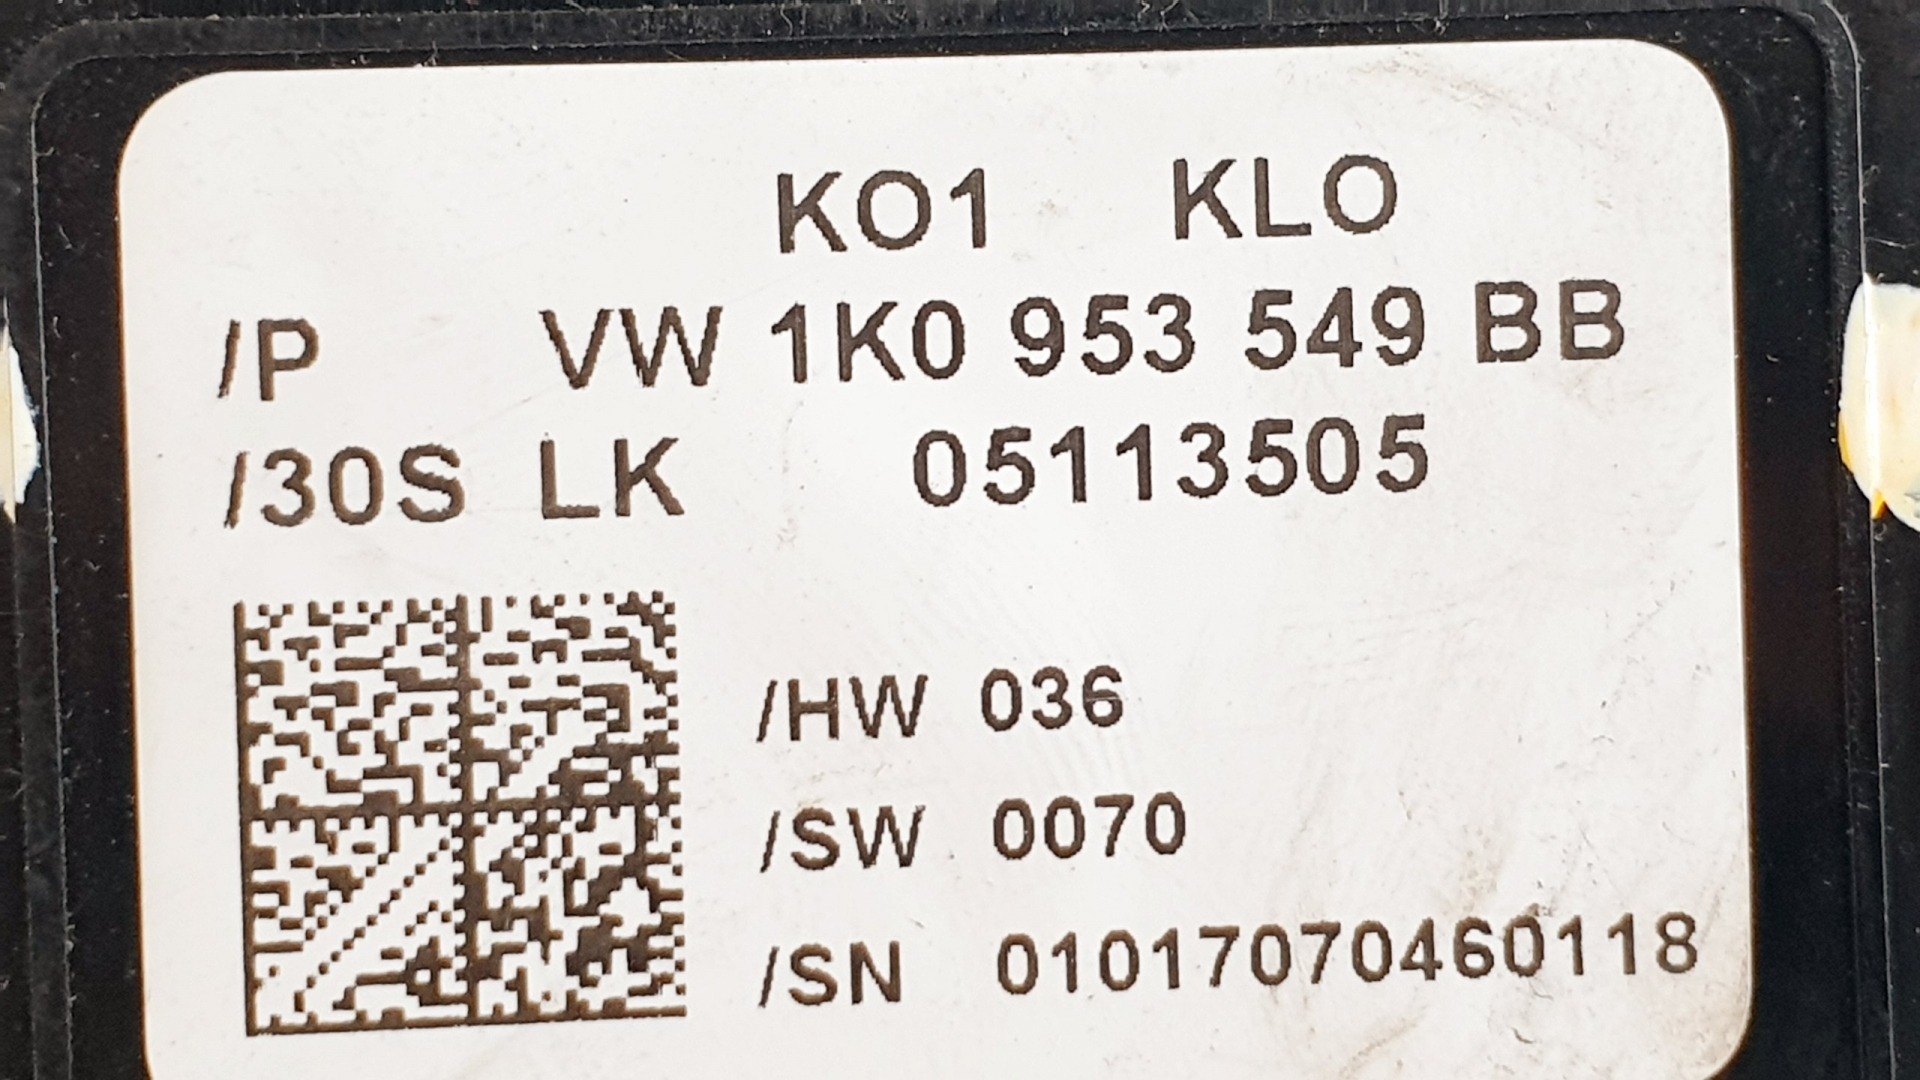 KO1 KLO
/P VW 1K0 953 549 BB
/30S LK 05113505
/HW 036
/SW 0070
/SN 01017070460118